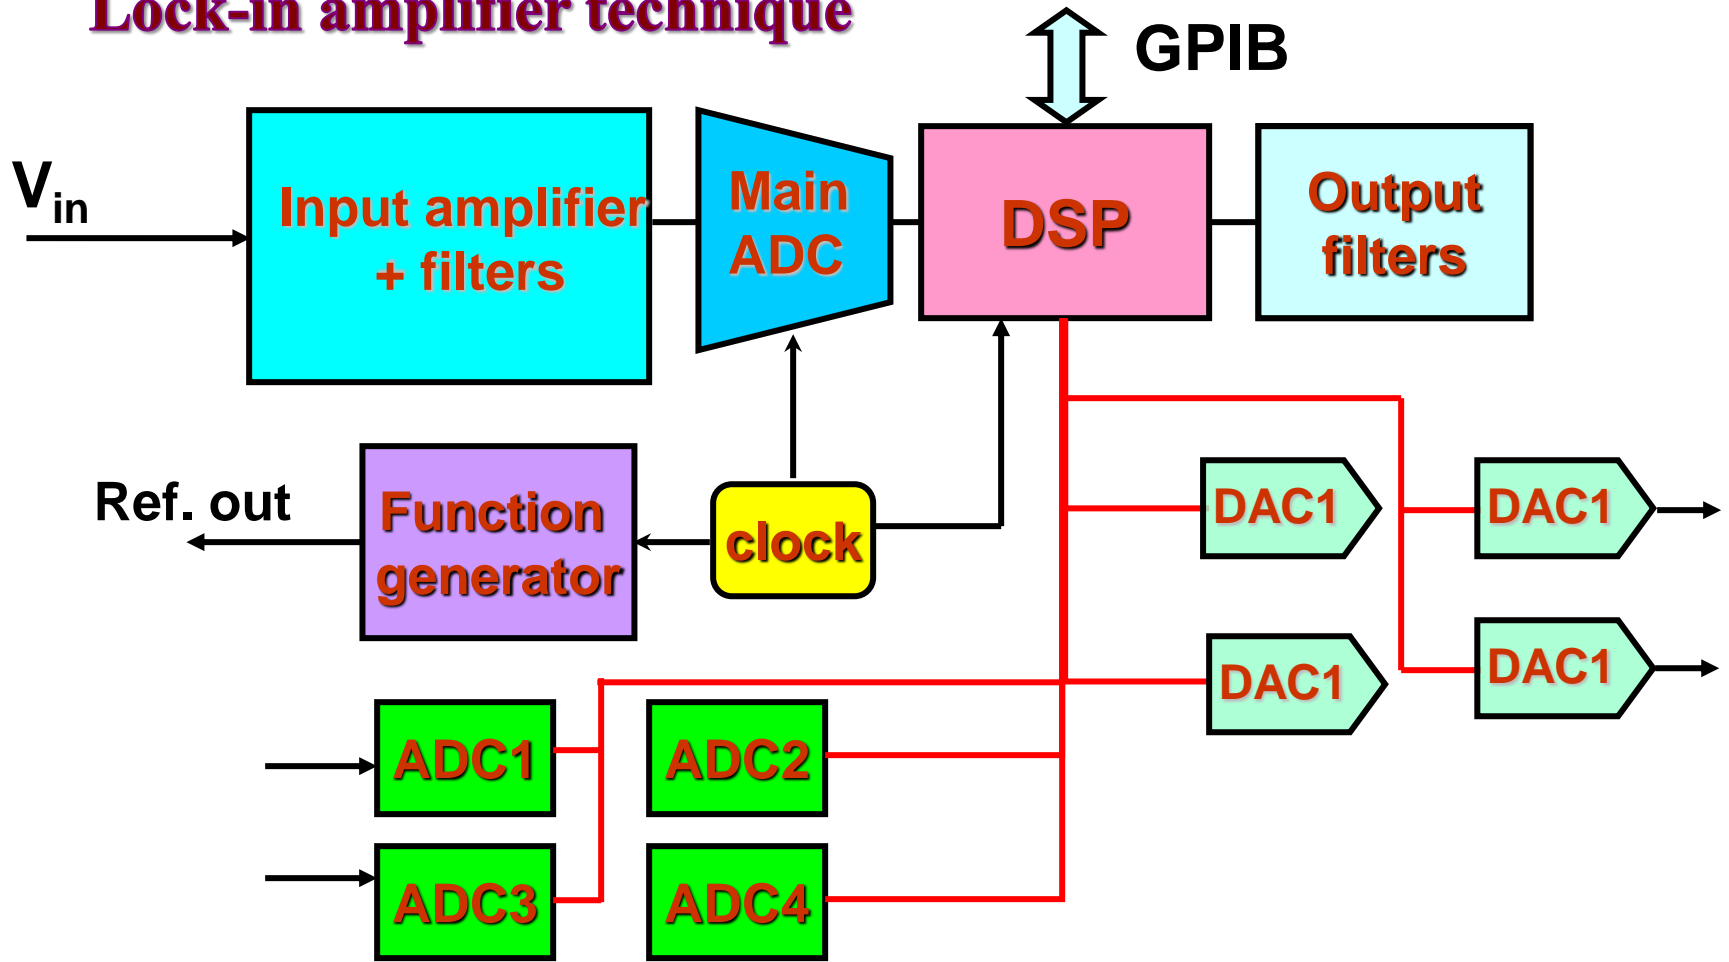 Lock-in amplifier technique
GPIB
Vin
Input amplifier
+ filters
Main
ADC
DSP
Output
filters
Ref. out
Function
generator
clock
DAC1
DAC1
DAC1
DAC1
ADC1
ADC2
ADC3
ADC4